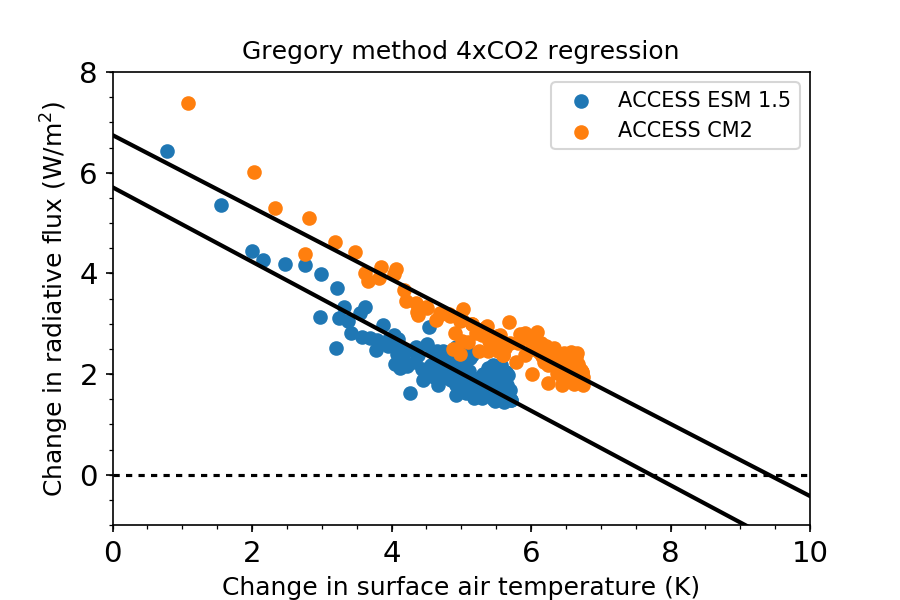 Gregory method 4xCO2 regression
ACCESS ESM 1.5
ACCESS CM2
8
6
4
2
0
Change in radiative flux (W/m²)
0 2 4 6 8 10
Change in surface air temperature (K)